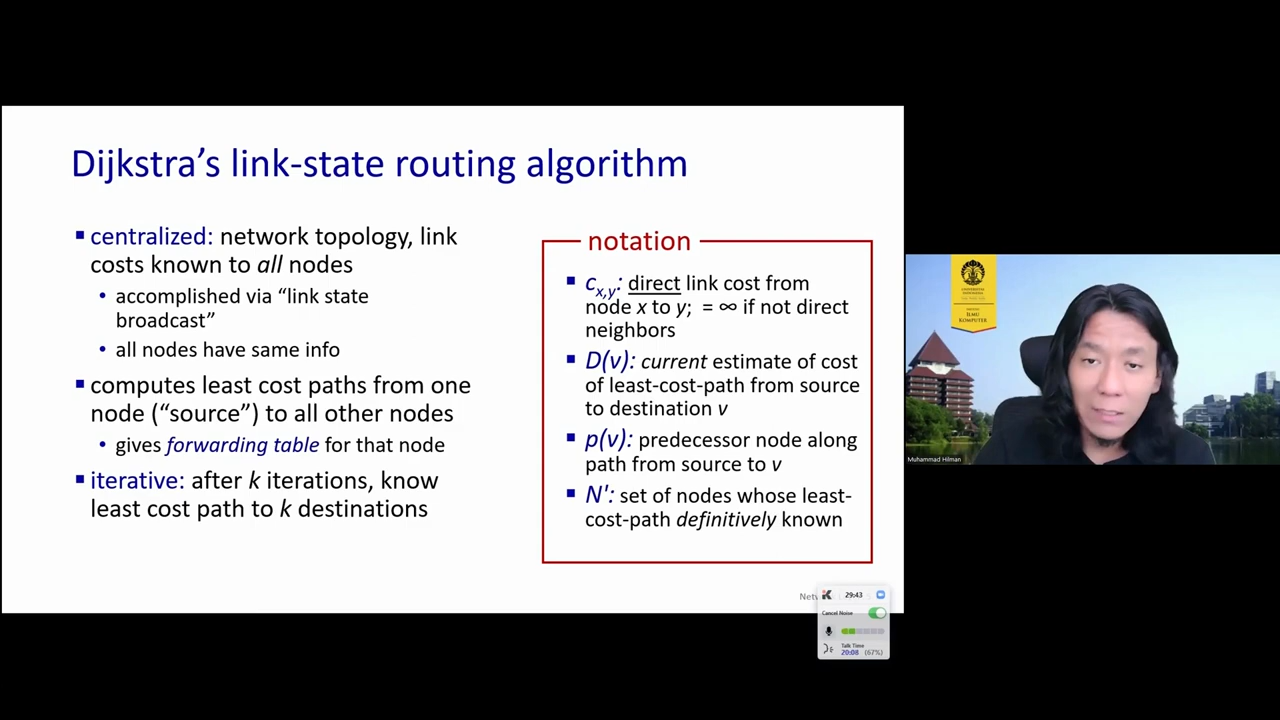 Dijkstra’s link-state routing algorithm
centralized: network topology, link
costs known to all nodes
• accomplished via “link state
broadcast”
• all nodes have same info
computes least cost paths from one
node (“source”) to all other nodes
• gives forwarding table for that node
iterative: after k iterations, know
least cost path to k destinations
notation
cx,y: direct link cost from
node x to y; = ∞ if not direct
neighbors
D(v): current estimate of cost
of least-cost-path from source
to destination v
p(v): predecessor node along
path from source to v
N': set of nodes whose least-
cost-path definitively known
29:43
Cancel Noise
Talk Time
20:08 (67%)
UNIVERSITAS
INDONESIA
ILMU
KOMPUTER
Muhammad Hilman